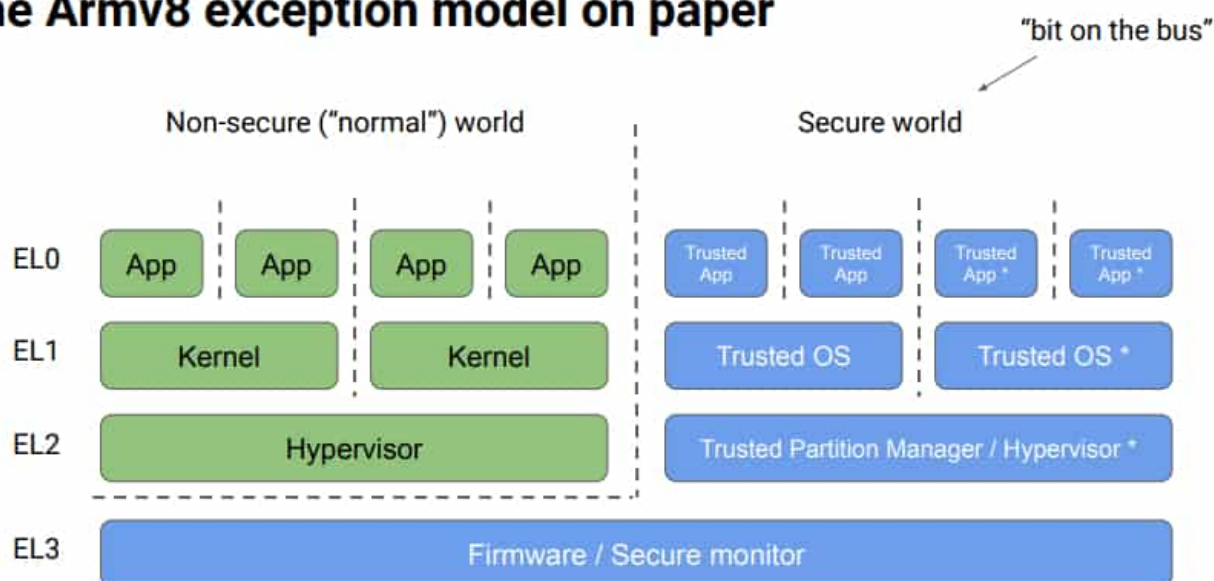 he Armv8 exception model on paper
“bit on the bus”
Non-secure (“normal”) world
Secure world
EL0
App
App
App
App
Trusted
App
Trusted
App
Trusted
App *
Trusted
App *
EL1
Kernel
Kernel
Trusted OS
Trusted OS *
EL2
Hypervisor
Trusted Partition Manager / Hypervisor *
EL3
Firmware / Secure monitor